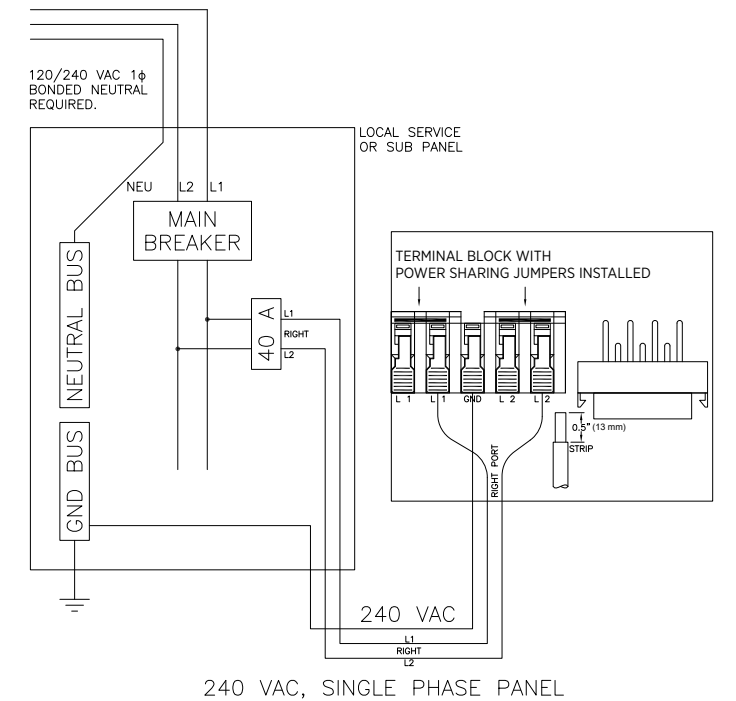 120/240 VAC 1ϕ
BONDED NEUTRAL
REQUIRED.
LOCAL SERVICE
OR SUB PANEL
NEU
L2
L1
MAIN
BREAKER
NEUTRAL BUS
GND BUS
40 A
L1
RIGHT
L2
TERMINAL BLOCK WITH
POWER SHARING JUMPERS INSTALLED
L 1
L 1
GND
L 2
L 2
0.5" (13 mm)
STRIP
RIGHT PORT
240 VAC
L1
RIGHT
L2
240 VAC, SINGLE PHASE PANEL